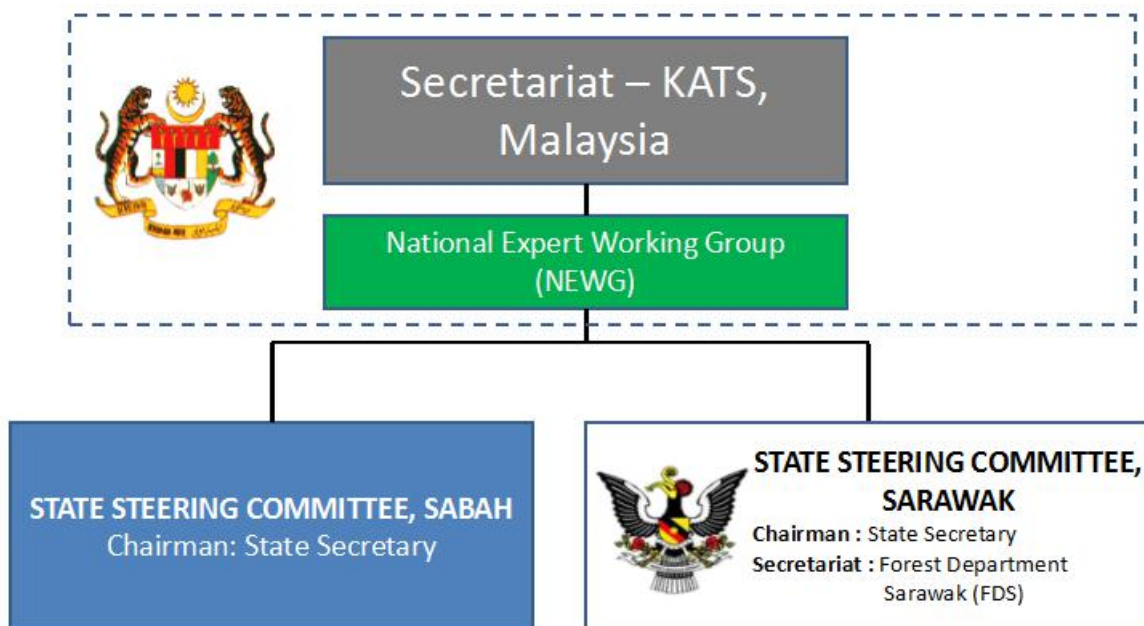 Secretariat – KATS,
Malaysia
National Expert Working Group
(NEWG)
STATE STEERING COMMITTEE, SABAH
Chairman: State Secretary
STATE STEERING COMMITTEE,
SARAWAK
Chairman : State Secretary
Secretariat : Forest Department
Sarawak (FDS)